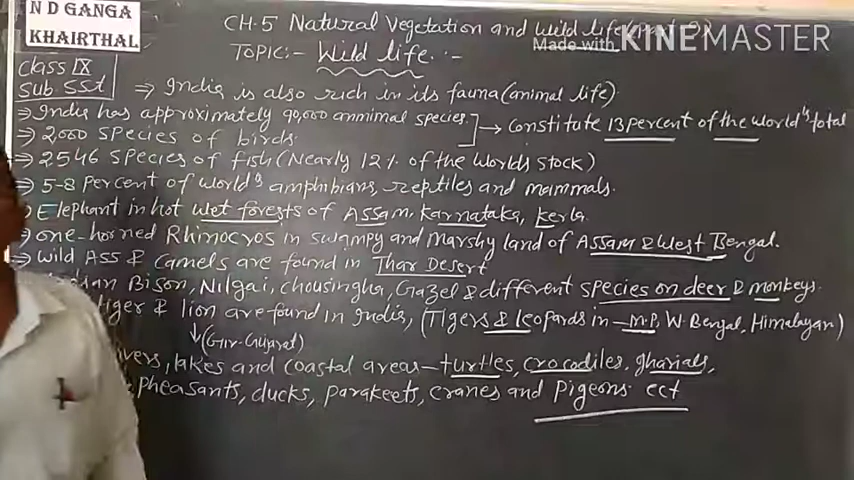 N D GANGA
KHAIRTHAL
CH.5 Natural Vegetation and Wild life
Made with KINEMASTER
TOPIC:- Wild life :-
Class IX
Sub. SSt
⇒ India is also rich in its fauna (animal life).
⇒ India has approximately 90,000 annimal species
→ constitute 13 percent of the world's total
⇒ 2000 species of birds.
⇒ 2546 species of fish (Nearly 12% of the worlds stock)
⇒ 5-8 Percent of world's amphibians, reptiles and mammals.
⇒ Elephant in hot wet forests of Assam, Karnataka, Kerla.
⇒ one-horned Rhinocros in swampy and Marshy land of Assam & West Bengal.
⇒ Wild Ass & Camels are found in Thar Desert
Bison, Nilgai, chousingha, Gazel & different species on deer & monkeys.
tiger & lion are found in India, (Tigers & leopards in - M.P, W. Bengal, Himalayan)
↓ (Gir-Gujarat)
lakes and coastal areas - turtles, crocodiles, gharials,
pheasants, ducks, parakeets, cranes and Pigeons ect